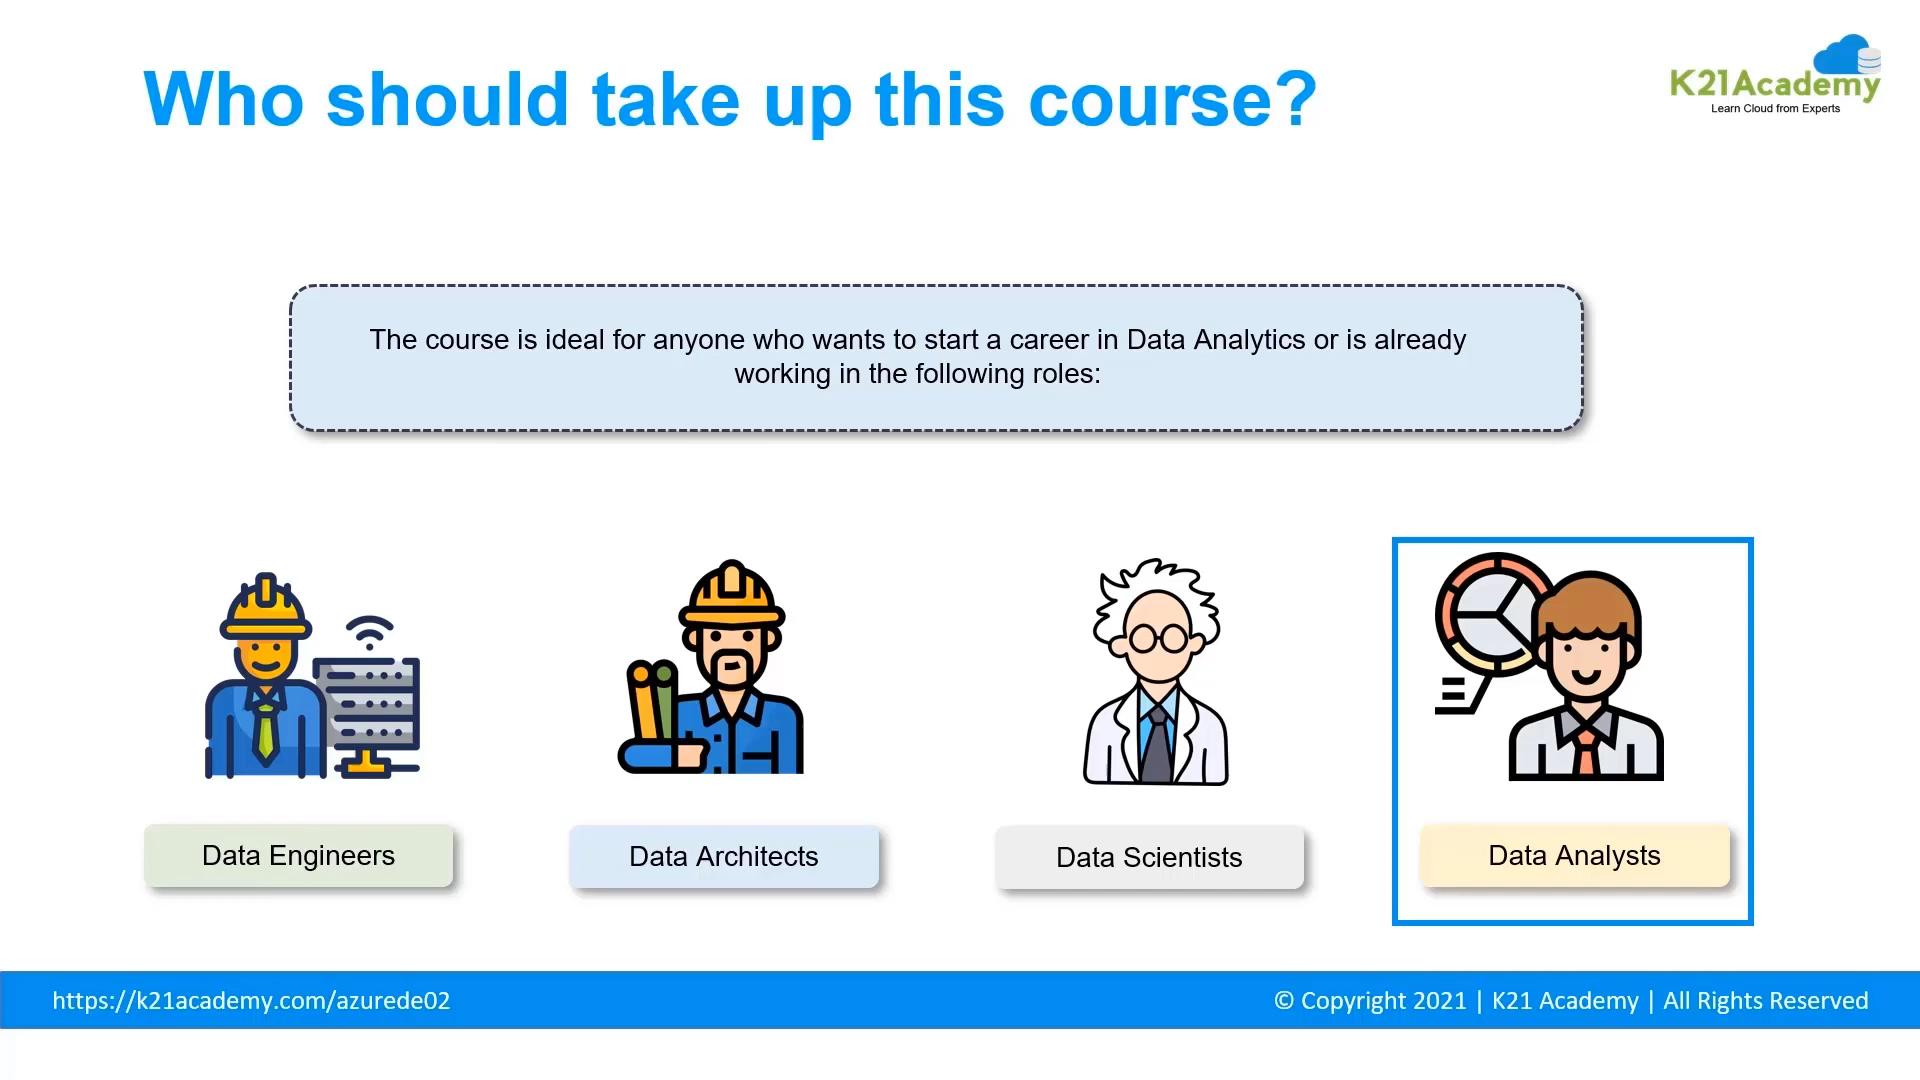 Who should take up this course?
K21Academy
Learn Cloud from Experts
The course is ideal for anyone who wants to start a career in Data Analytics or is already
working in the following roles:
Data Engineers
Data Architects
Data Scientists
Data Analysts
https://k21academy.com/azurede02
© Copyright 2021 | K21 Academy | All Rights Reserved